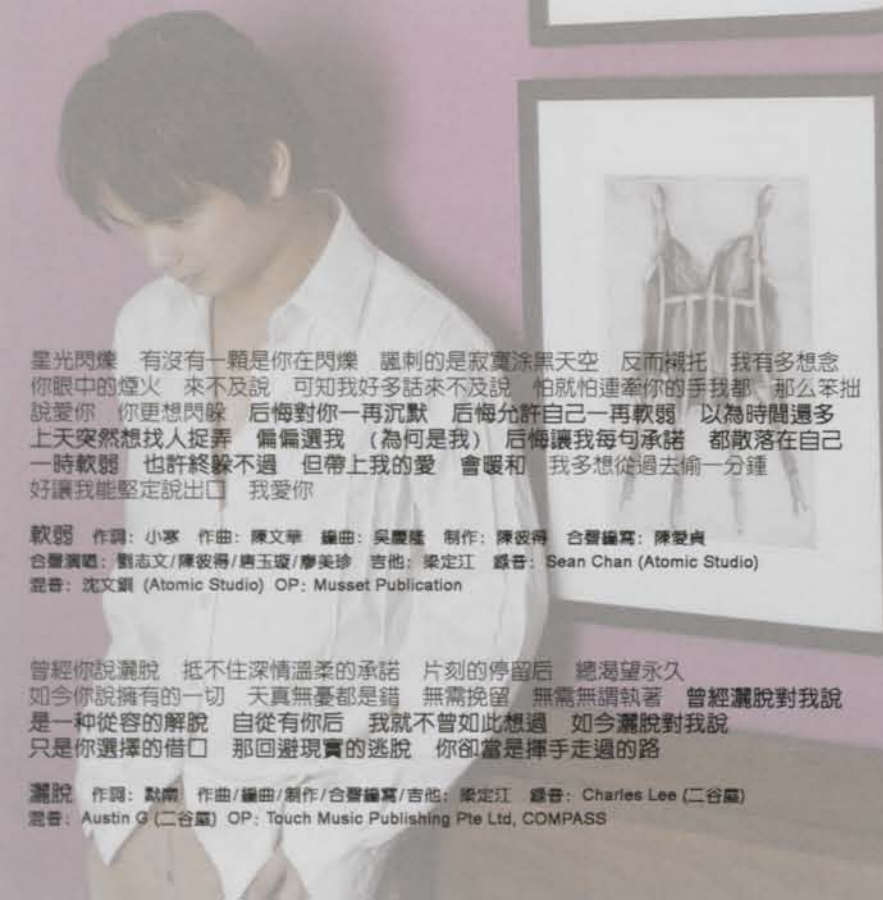 星光閃爍　有沒有一顆是你在閃爍　諷刺的是寂寞涂黑天空　反而襯托　我有多想念
你眼中的煙火　來不及說　可知我好多話來不及說　怕就怕連牽你的手我都　那么笨拙
說愛你　你更想閃躲　后悔對你一再沉默　后悔允許自己一再軟弱　以為時間還多
上天突然想找人捉弄　偏偏選我　(為何是我)　后悔讓我每句承諾　都散落在自己
一時軟弱　也許終躲不過　但帶上我的愛　會暖和　我多想從過去偷一分鐘
好讓我能堅定說出口　我愛你
軟弱　作詞: 小寒　作曲: 陳文華　編曲: 吳慶隆　制作: 陳彼得　合聲編寫: 陳愛貞
合聲演唱: 劉志文/陳彼得/唐玉璇/廖美珍　吉他: 梁定江　錄音: Sean Chan (Atomic Studio)
混音: 沈文釧 (Atomic Studio) OP: Musset Publication
曾經你說灑脫　抵不住深情溫柔的承諾　片刻的停留后　總渴望永久
如今你說擁有的一切　天真無憂都是錯　無需挽留　無需無謂執著　曾經灑脫對我說
是一种從容的解脫　自從有你后　我就不曾如此想過　如今灑脫對我說
只是你選擇的借口　那回避現實的逃脫　你卻當是揮手走過的路
灑脫　作詞: 默南　作曲/編曲/制作/合聲編寫/吉他: 梁定江　錄音: Charles Lee (二谷屋)
混音: Austin G (二谷屋) OP: Touch Music Publishing Pte Ltd, COMPASS